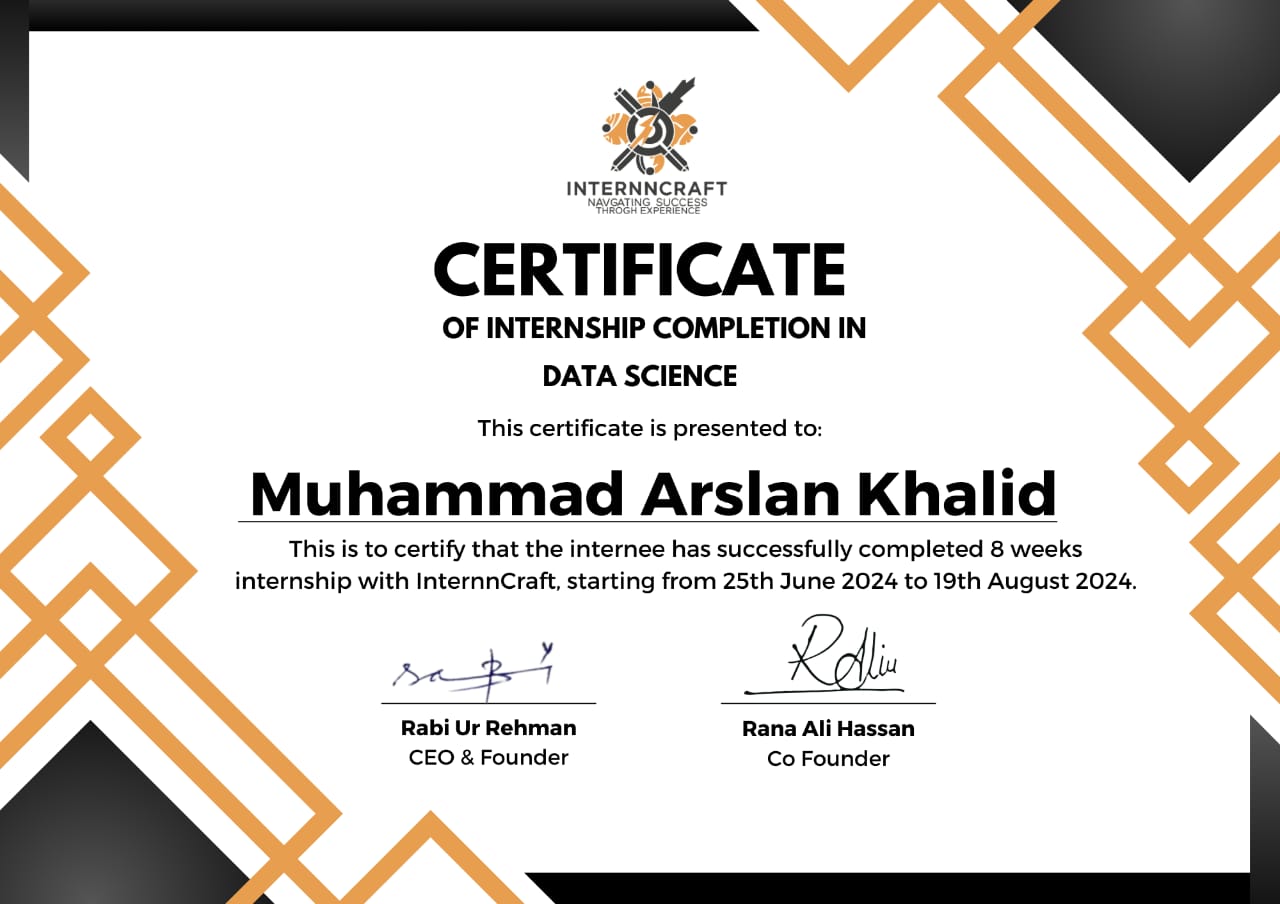 INTERNNCRAFT
NAVGATING SUCCESS
THROGH EXPERIENCE
CERTIFICATE
OF INTERNSHIP COMPLETION IN
DATA SCIENCE
This certificate is presented to:
Muhammad Arslan Khalid
This is to certify that the internee has successfully completed 8 weeks
internship with InternnCraft, starting from 25th June 2024 to 19th August 2024.
Rabi Ur Rehman
CEO & Founder
Rana Ali Hassan
Co Founder